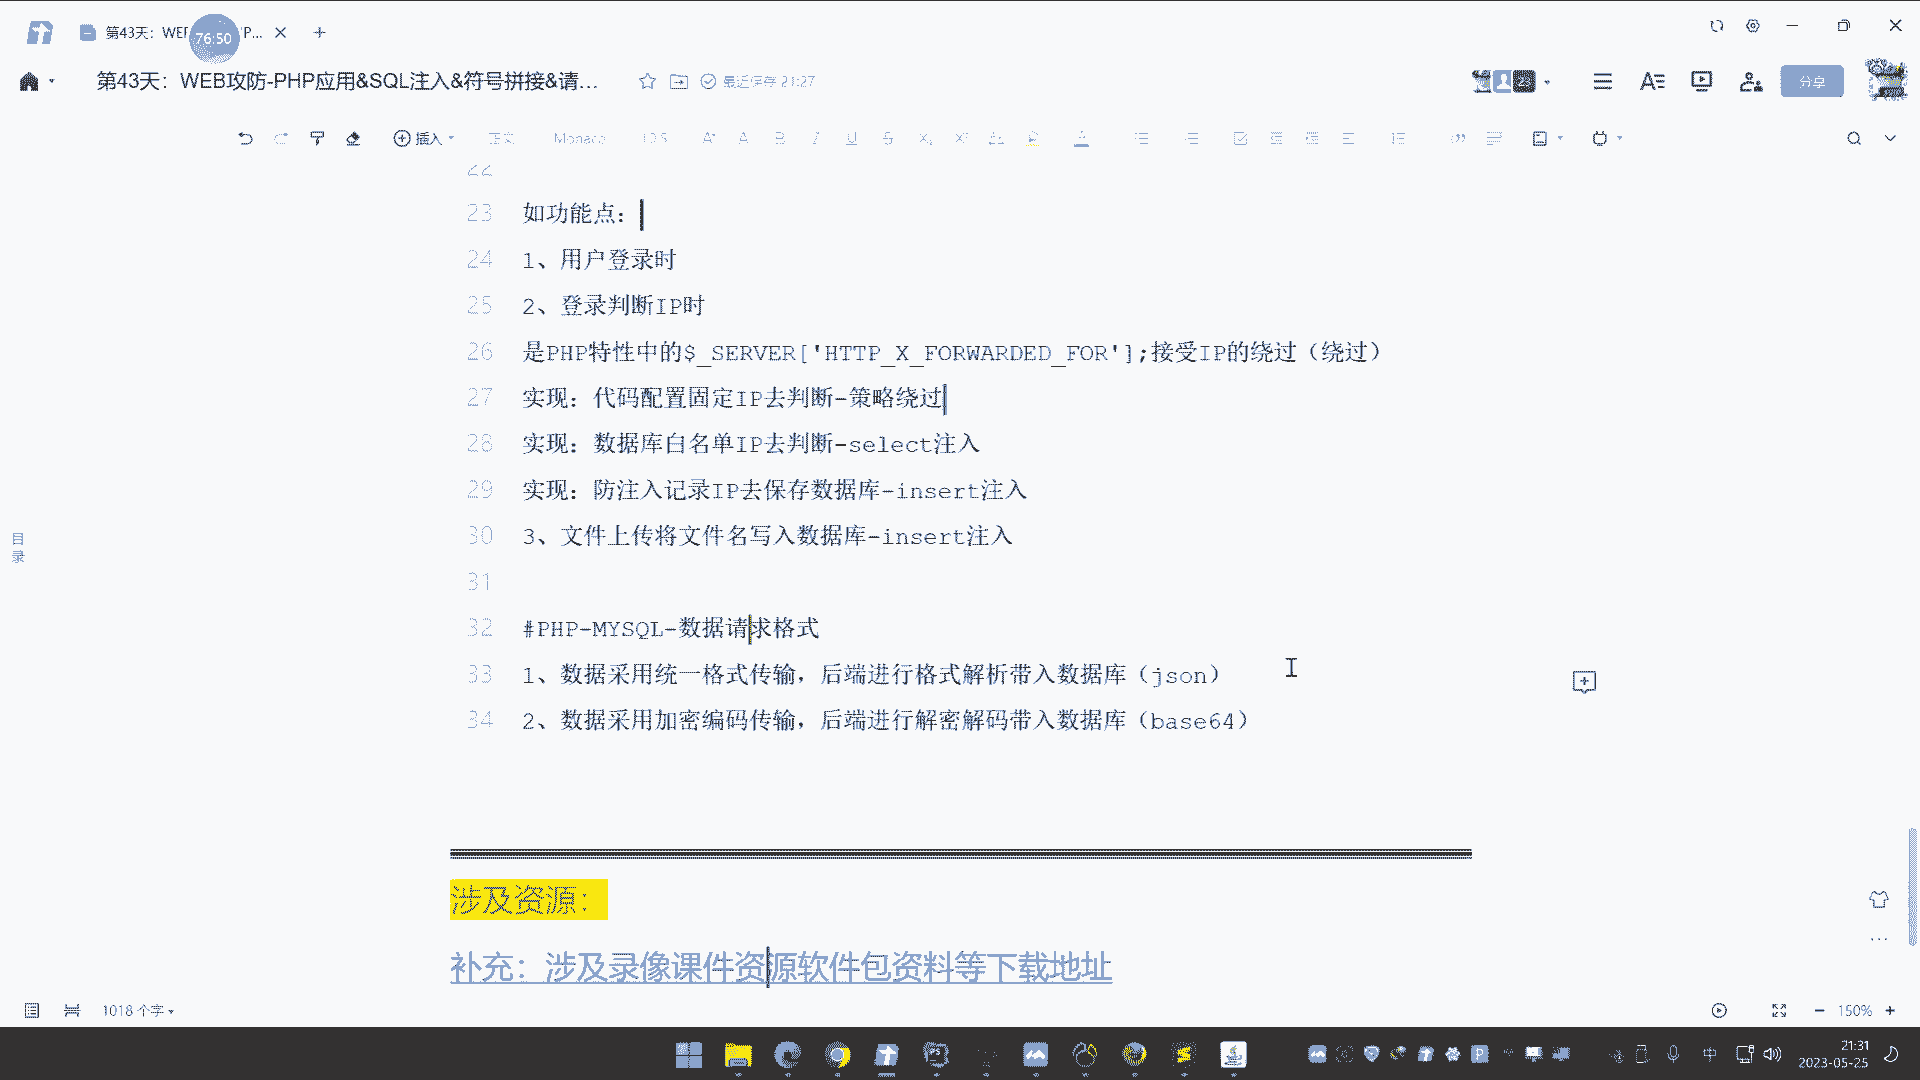 第43天：WEB
P...
76:50
第43天：WEB攻防-PHP应用&SQL注入&符号拼接&请...
最近保存 21:27
分享
插入
正文
Monaco
10.5
22
23 如功能点：
24 1、用户登录时
25 2、登录判断IP时
26 是PHP特性中的$_SERVER['HTTP_X_FORWARDED_FOR'];接受IP的绕过（绕过）
27 实现：代码配置固定IP去判断-策略绕过
28 实现：数据库白名单IP去判断-select注入
29 实现：防注入记录IP去保存数据库-insert注入
30 3、文件上传将文件名写入数据库-insert注入
31
32 #PHP-MYSQL-数据请求格式
33 1、数据采用统一格式传输，后端进行格式解析带入数据库（json）
34 2、数据采用加密编码传输，后端进行解密解码带入数据库（base64）
目录
涉及资源：
补充：涉及录像课件资源软件包资料等下载地址
1018 个字
150%
中
21:31
2023-05-25